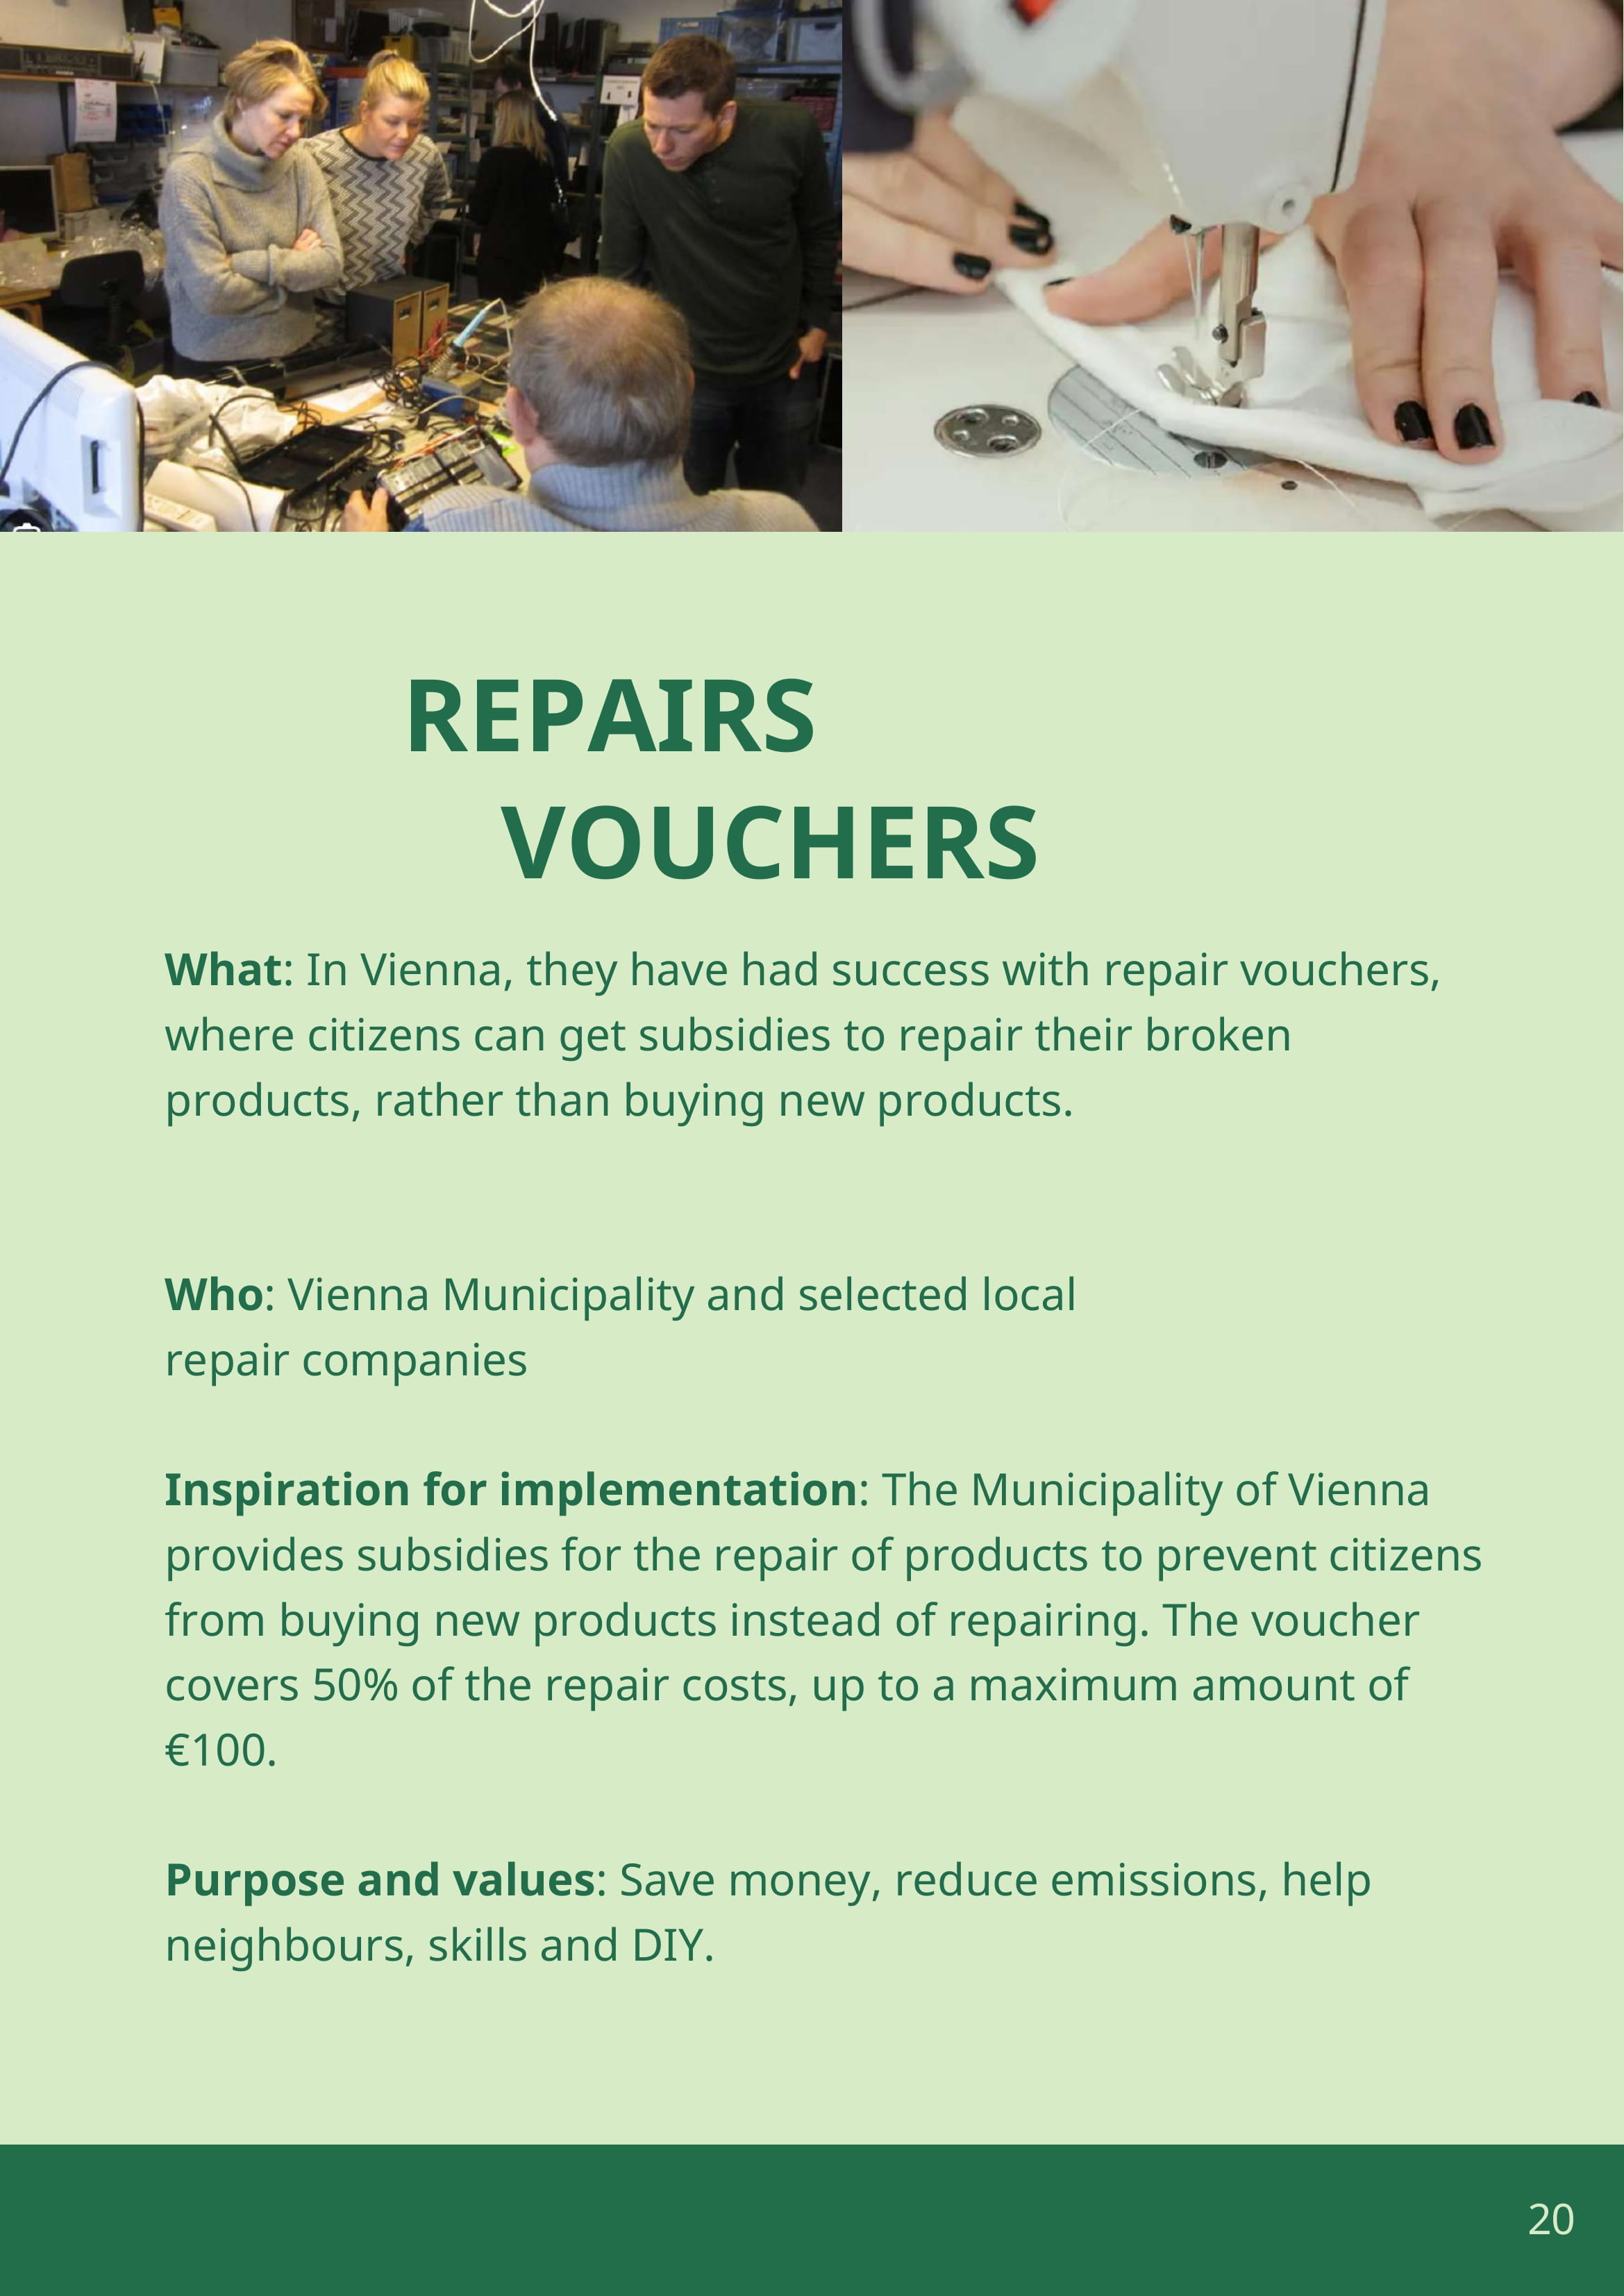 REPAIRS
VOUCHERS
What: In Vienna, they have had success with repair vouchers,
where citizens can get subsidies to repair their broken
products, rather than buying new products.
Who: Vienna Municipality and selected local
repair companies
Inspiration for implementation: The Municipality of Vienna
provides subsidies for the repair of products to prevent citizens
from buying new products instead of repairing. The voucher
covers 50% of the repair costs, up to a maximum amount of
€100.
Purpose and values: Save money, reduce emissions, help
neighbours, skills and DIY.
20